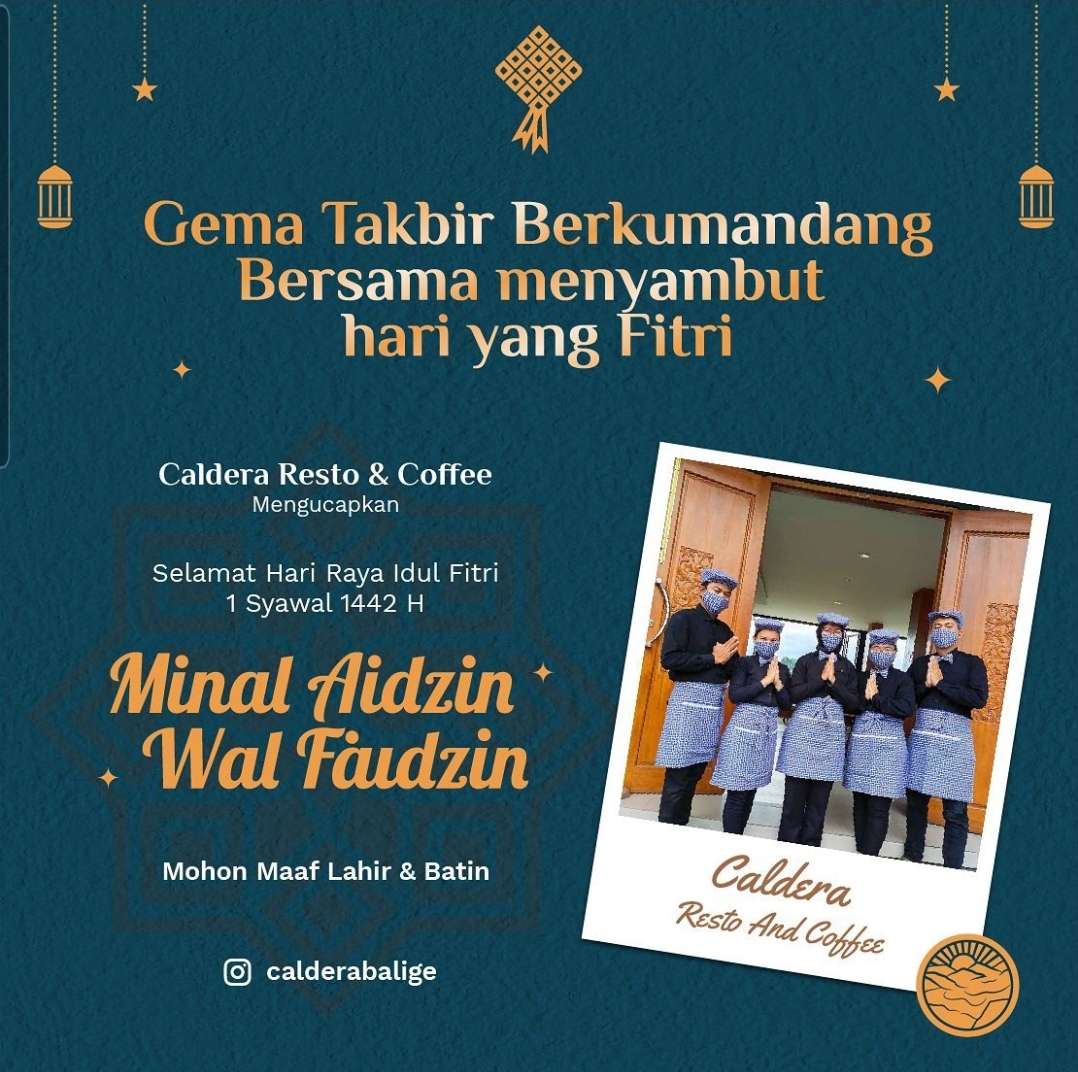 Gema Takbir Berkumandang
Bersama menyambut
hari yang Fitri
Caldera Resto & Coffee
Mengucapkan
Selamat Hari Raya Idul Fitri
1 Syawal 1442 H
Minal Aidzin
Wal Faidzin
Mohon Maaf Lahir & Batin
calderabalige
Caldera
Resto And Coffee